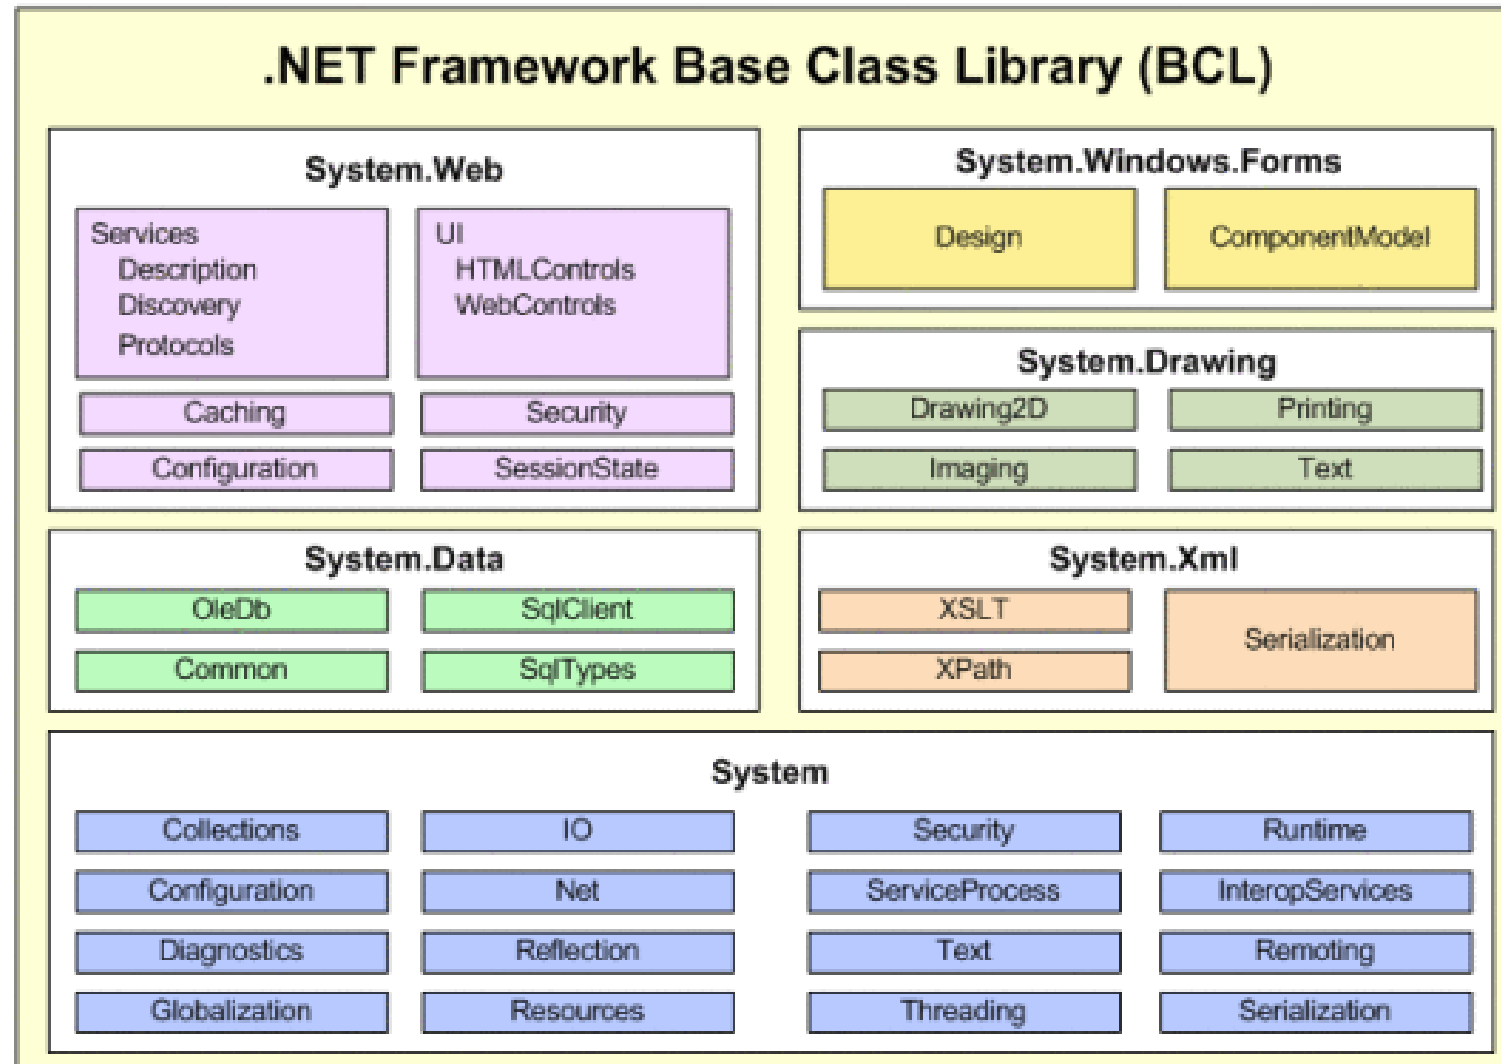 .NET Framework Base Class Library (BCL)
System.Web
Services
Description
Discovery
Protocols
UI
HTMLControls
WebControls
Caching
Security
Configuration
SessionState
System.Windows.Forms
Design
ComponentModel
System.Drawing
Drawing2D
Printing
Imaging
Text
System.Data
OleDb
SqlClient
Common
SqlTypes
System.Xml
XSLT
XPath
Serialization
System
Collections
IO
Security
Runtime
Configuration
Net
ServiceProcess
InteropServices
Diagnostics
Reflection
Text
Remoting
Globalization
Resources
Threading
Serialization